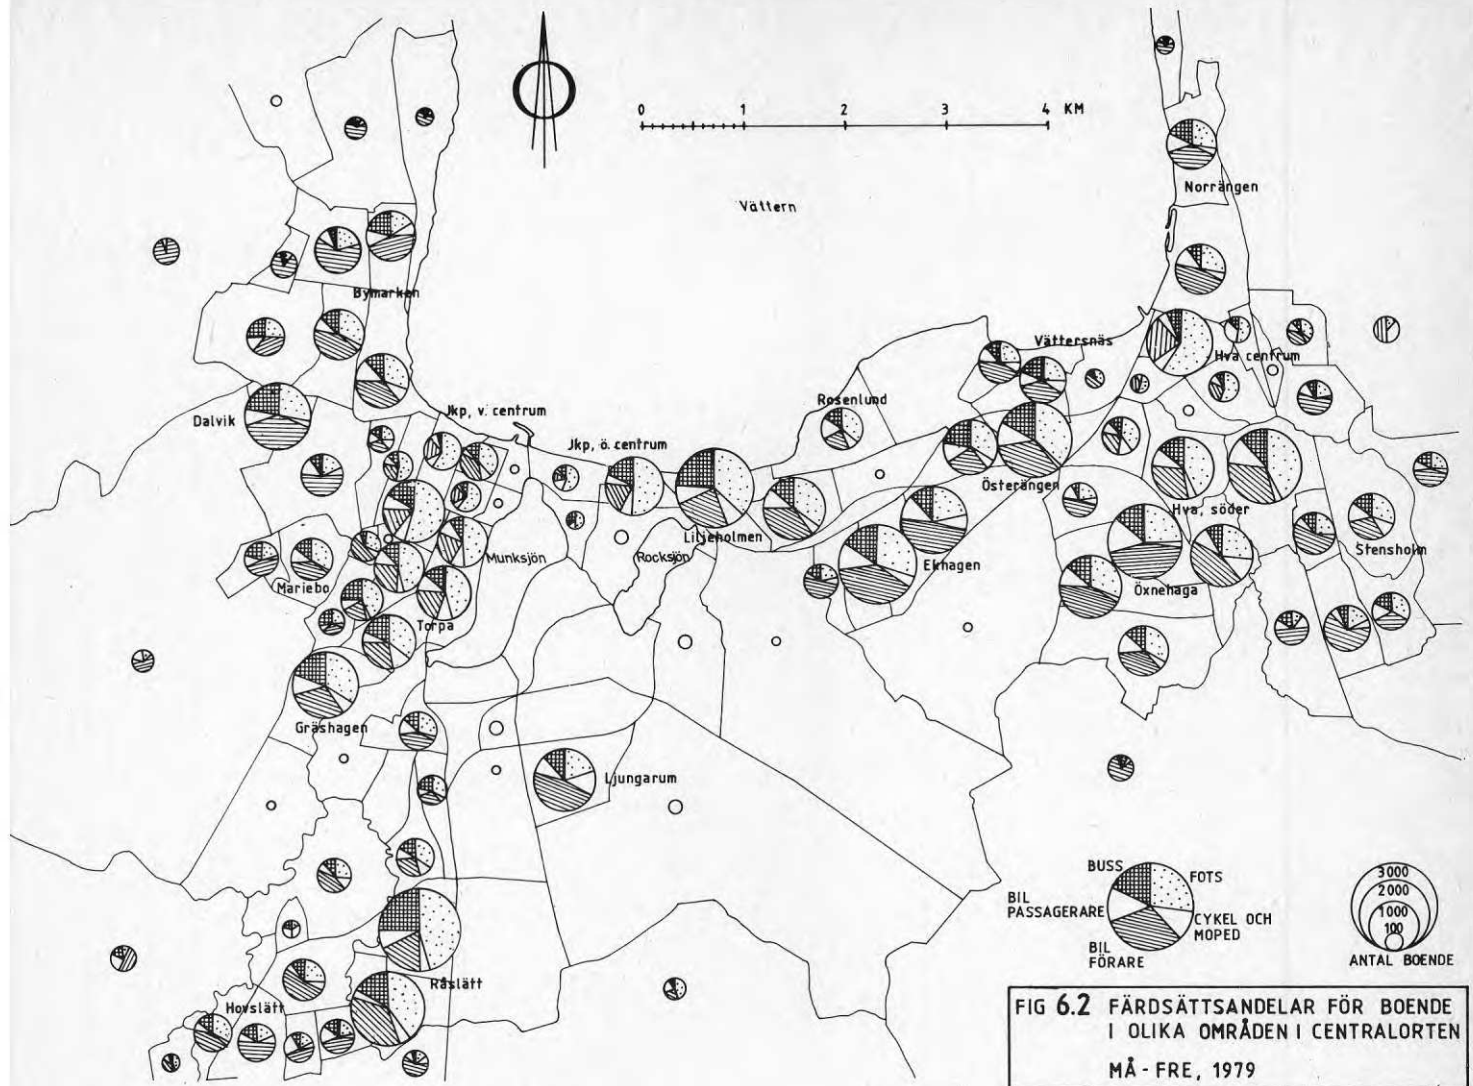 0 1 2 3 4 KM
Norrängen
Vättern
Bymarken
Vättersnäs
Hva centrum
Rosenlund
Dalvik
Jkp, v. centrum
Jkp, ö. centrum
Österängen
Hva, söder
Liljeholmen
Munksjön
Rocksjön
Stensholm
Ekhagen
Mariebo
Öxnehaga
Torpa
Gräshagen
Ljungarum
BUSS
FOTS
BIL
PASSAGERARE
CYKEL OCH
MOPED
BIL
FÖRARE
3000
2000
1000
100
ANTAL BOENDE
Råslätt
Hovslätt
FIG 6.2 FÄRDSÄTTSANDELAR FÖR BOENDE
I OLIKA OMRÅDEN I CENTRALORTEN
MÅ - FRE, 1979